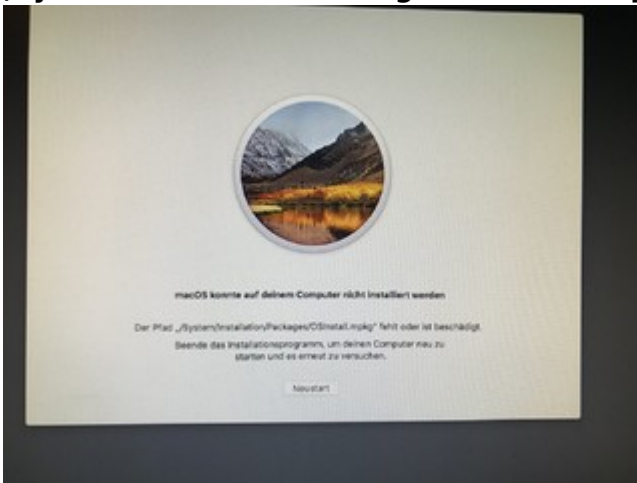 macOS konnte auf deinem Computer nicht installiert werden
Der Pfad „/System/Installation/Packages/OSInstall.mpkg" fehlt oder ist beschädigt.
Beende das Installationsprogramm, um deinen Computer neu zu
starten und es erneut zu versuchen.
Neustart